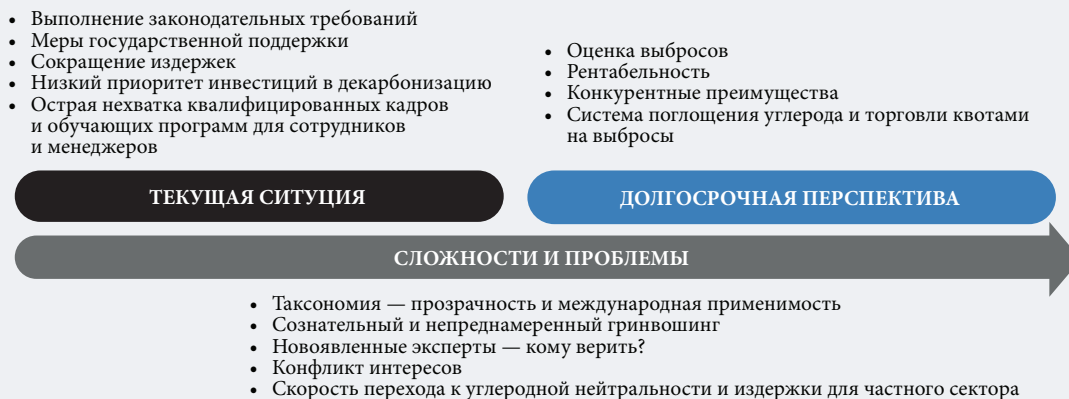 • Выполнение законодательных требований
• Меры государственной поддержки
• Сокращение издержек
• Низкий приоритет инвестиций в декарбонизацию
• Острая нехватка квалифицированных кадров
и обучающих программ для сотрудников
и менеджеров
• Оценка выбросов
• Рентабельность
• Конкурентные преимущества
• Система поглощения углерода и торговли квотами
на выбросы
ТЕКУЩАЯ СИТУЦИЯ
ДОЛГОСРОЧНАЯ ПЕРСПЕКТИВА
СЛОЖНОСТИ И ПРОБЛЕМЫ
• Таксономия — прозрачность и международная применимость
• Сознательный и непреднамеренный гринвошинг
• Новоявленные эксперты — кому верить?
• Конфликт интересов
• Скорость перехода к углеродной нейтральности и издержки для частного сектора